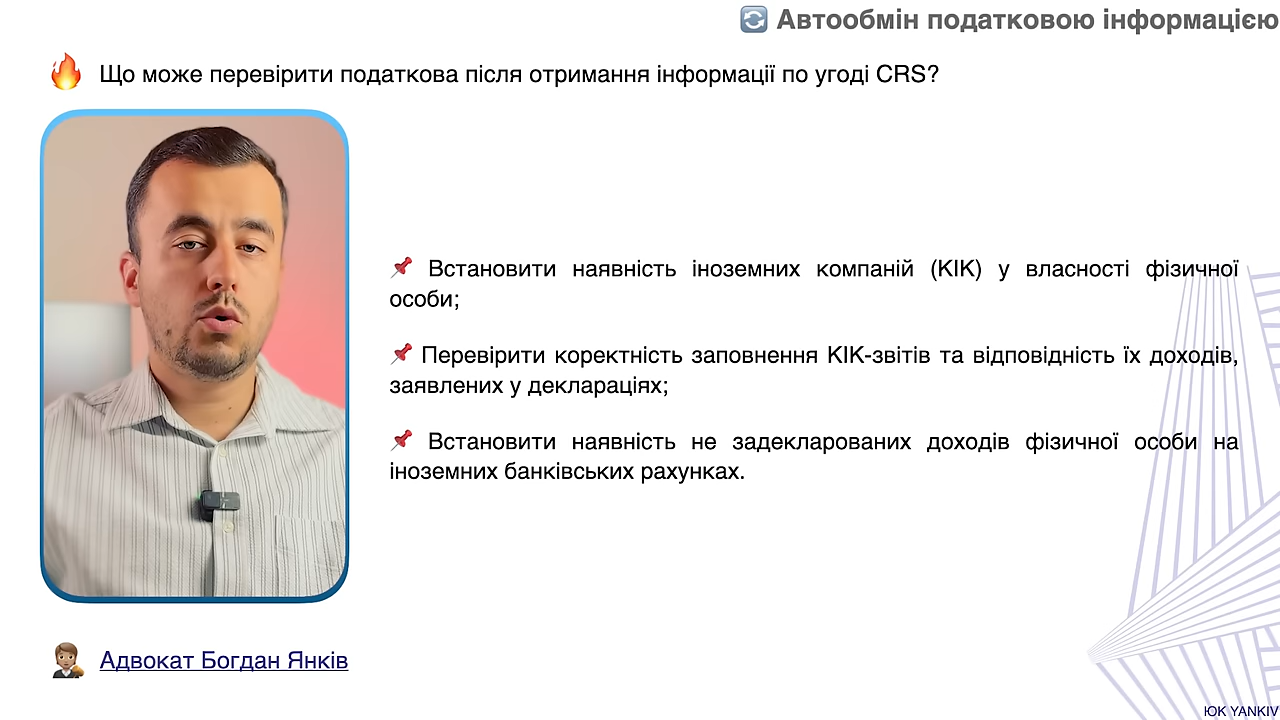 Автообмін податковою інформацією
Що може перевірити податкова після отримання інформації по угоді CRS?
Встановити наявність іноземних компаній (КІК) у власності фізичної
особи;
Перевірити коректність заповнення КІК-звітів та відповідність їх доходів,
заявлених у деклараціях;
Встановити наявність не задекларованих доходів фізичної особи на
іноземних банківських рахунках.
Адвокат Богдан Янків
ЮК YANKIV